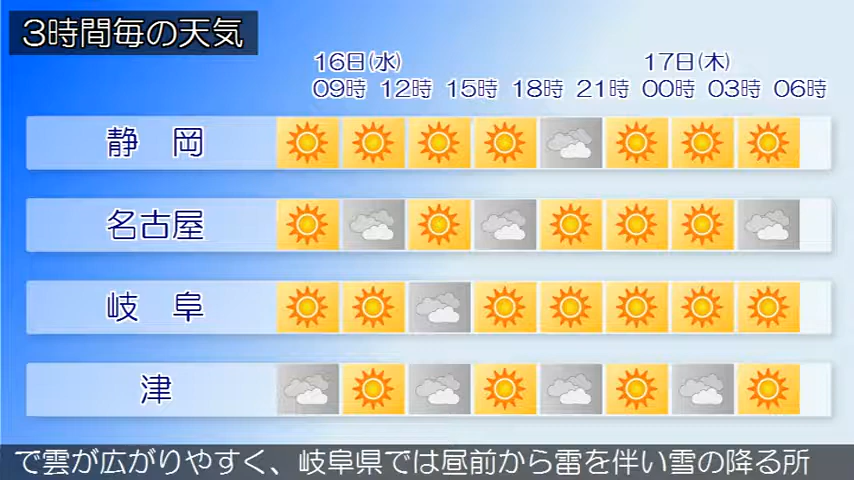 3時間毎の天気
16日(水) 17日(木)
09時 12時 15時 18時 21時 00時 03時 06時
静岡
名古屋
岐阜
津
で雲が広がりやすく、岐阜県では昼前から雷を伴い雪の降る所